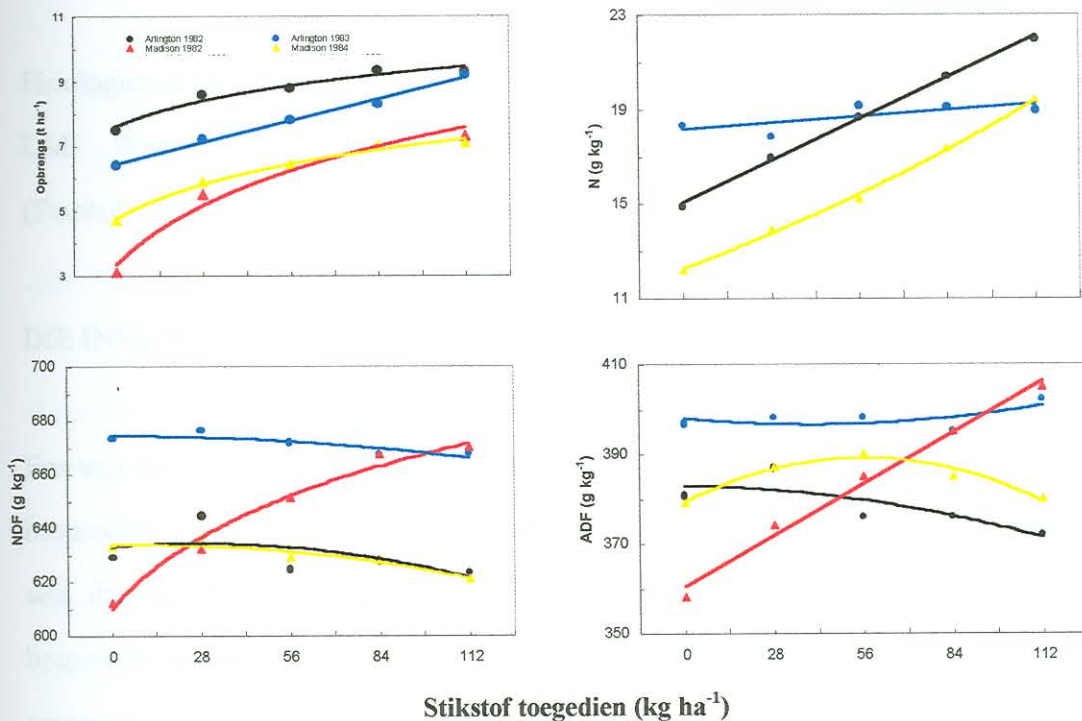 11
9
7
5
3
Opbrengs (t ha-1)
Arlington 1982
Arlington 1983
Madison 1982
Madison 1984
23
19
15
11
N (g kg-1)
DIE INVL
700
680
660
640
620
600
NDF (g kg-1)
0 28 56 84 112
410
390
370
350
ADF (g kg-1)
0 28 56 84 112
Stikstof toegedien (kg ha-1)